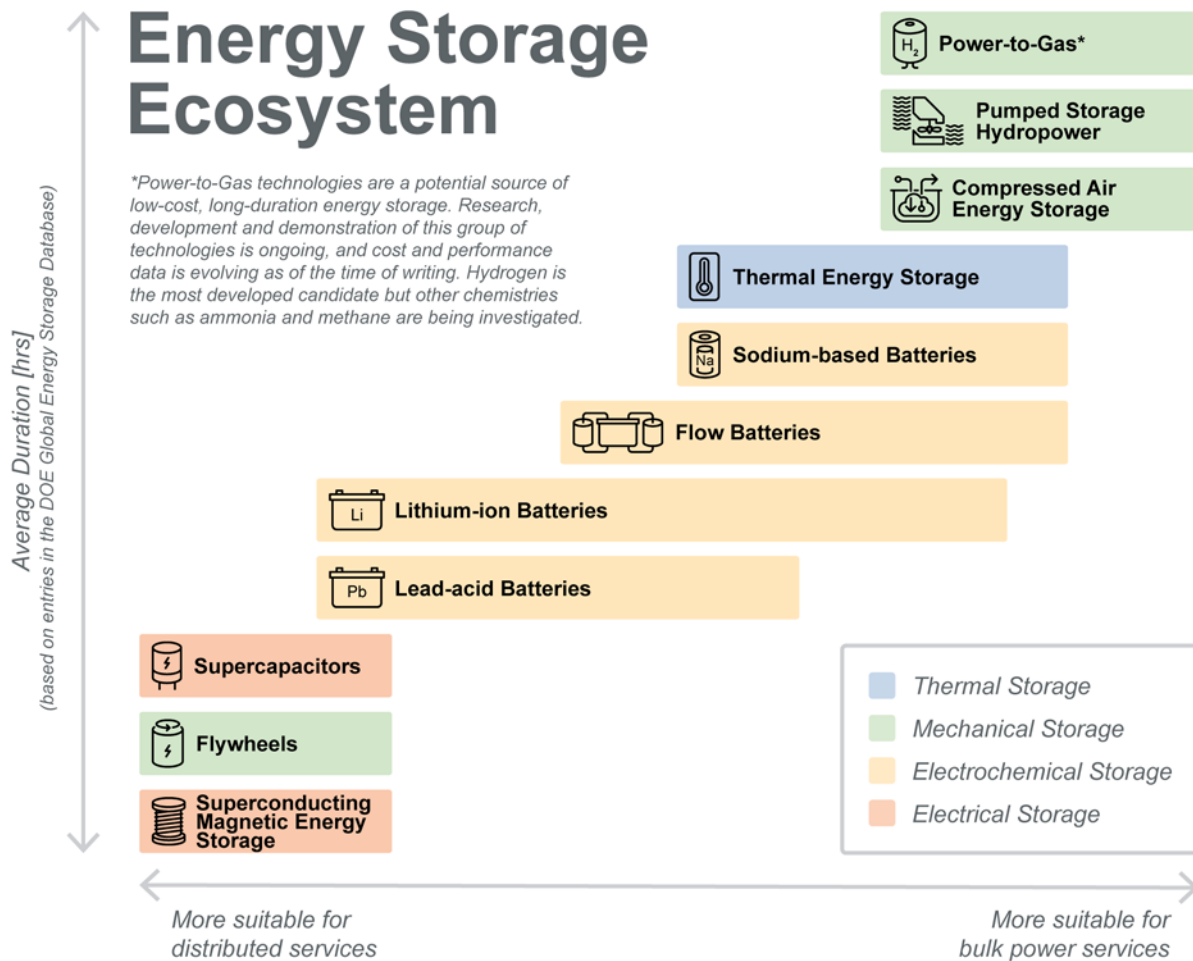 Energy Storage
Ecosystem
*Power-to-Gas technologies are a potential source of
low-cost, long-duration energy storage. Research,
development and demonstration of this group of
technologies is ongoing, and cost and performance
data is evolving as of the time of writing. Hydrogen is
the most developed candidate but other chemistries
such as ammonia and methane are being investigated.
Average Duration [hrs]
(based on entries in the DOE Global Energy Storage Database)
H2
Power-to-Gas*
Pumped Storage
Hydropower
Compressed Air
Energy Storage
Thermal Energy Storage
Na
Sodium-based Batteries
Flow Batteries
Li
Lithium-ion Batteries
Pb
Lead-acid Batteries
Supercapacitors
Flywheels
Superconducting
Magnetic Energy
Storage
Thermal Storage
Mechanical Storage
Electrochemical Storage
Electrical Storage
More suitable for
distributed services
More suitable for
bulk power services